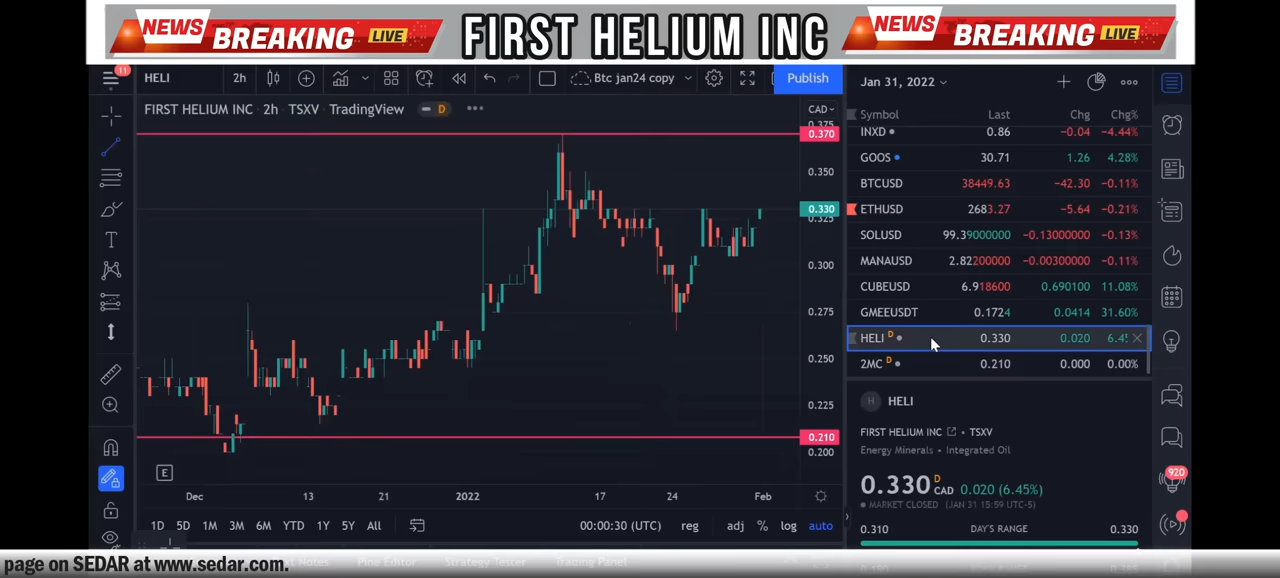 NEWS BREAKING LIVE FIRST HELIUM INC NEWS BREAKING LIVE
11 HELI 2h Btc jan24 copy Publish
Jan 31, 2022
FIRST HELIUM INC · 2h · TSXV · TradingView D
CAD
0.375
0.370
0.350
0.330
0.325
0.300
0.275
0.250
0.225
0.210
0.200
E
Dec 13 21 2022 17 24 Feb
1D 5D 1M 3M 6M YTD 1Y 5Y All 00:00:30 (UTC) reg adj % log auto
Symbol Last Chg Chg%
INXD 0.86 −0.04 −4.44%
GOOS 30.71 1.26 4.28%
BTCUSD 38449.63 −42.30 −0.11%
ETHUSD 2683.27 −5.64 −0.21%
SOLUSD 99.39000000 −0.13000000 −0.13%
MANAUSD 2.82200000 −0.00300000 −0.11%
CUBEUSD 6.918600 0.690100 11.08%
GMEEUSDT 0.1724 0.0414 31.60%
HELI D 0.330 0.020 6.45
2MC D 0.210 0.000 0.00%
H HELI
FIRST HELIUM INC · TSXV
Energy Minerals · Integrated Oil
0.330 D CAD 0.020 (6.45%)
MARKET CLOSED (JAN 31 15:59 UTC-5)
0.310 DAY'S RANGE 0.330
920
page on SEDAR at www.sedar.com.
Strategy Tester Trading Panel